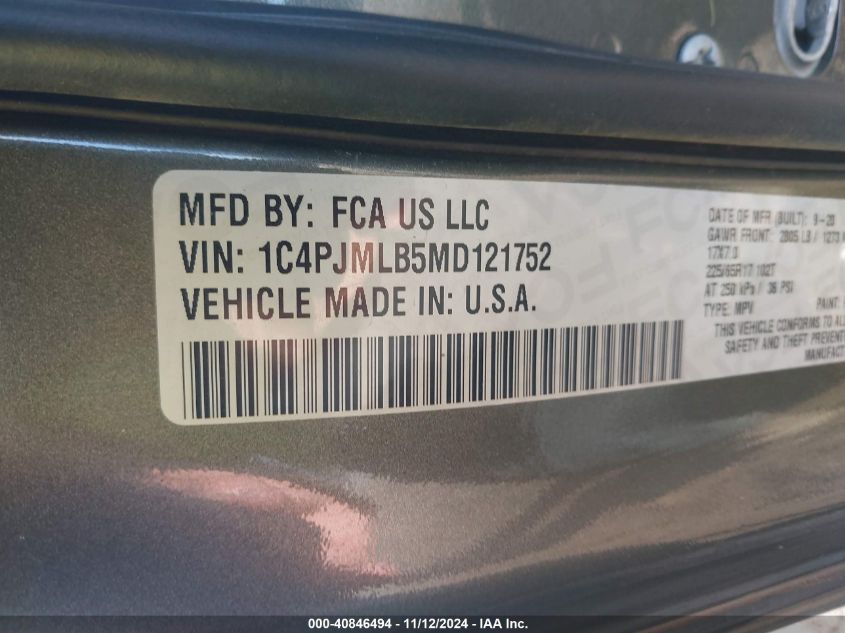 MFD BY: FCA US LLC
VIN: 1C4PJMLB5MD121752
VEHICLE MADE IN: U.S.A.
DATE OF MFR (BUILT): 9-20
GAWR FRONT: 2805 LB / 1273
17X7.0
225/65R17 102T
AT 250 kPa / 36 PSI
TYPE: MPV PAINT:
THIS VEHICLE CONFORMS TO
SAFETY AND THEFT
000-40846494 - 11/12/2024 - IAA Inc.